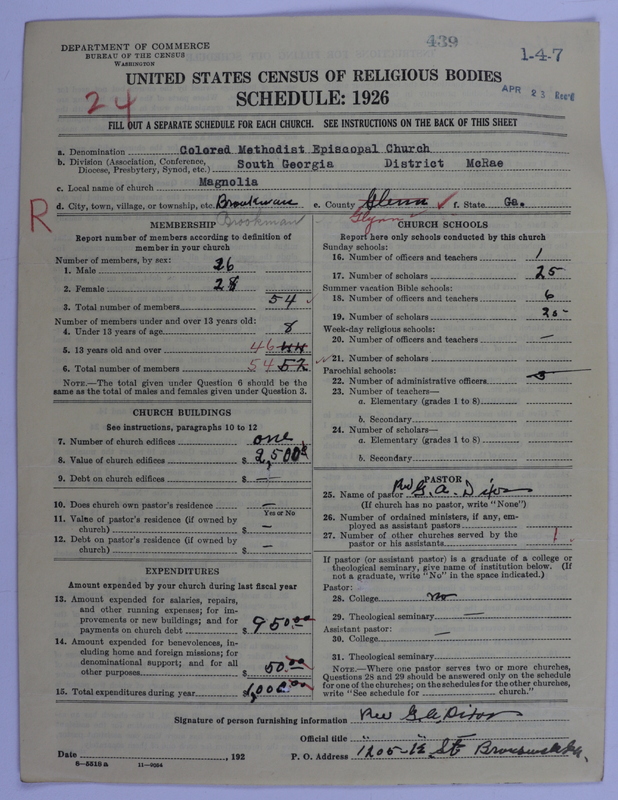 439
1-4-7
DEPARTMENT OF COMMERCE
BUREAU OF THE CENSUS
WASHINGTON
APR 23 Rec'd
UNITED STATES CENSUS OF RELIGIOUS BODIES
24
SCHEDULE: 1926
FILL OUT A SEPARATE SCHEDULE FOR EACH CHURCH. SEE INSTRUCTIONS ON THE BACK OF THIS SHEET
a. Denomination Colored Methodist Episcopal Church
b. Division (Association, Conference, Diocese, Presbytery, Synod, etc.) South Georgia District McRae
c. Local name of church Magnolia
d. City, town, village, or township, etc. Brookman e. County Glenn f. State Ga.
R
Brookman
Glynn
MEMBERSHIP
Report number of members according to definition of
member in your church
Number of members, by sex:
1. Male 26
2. Female 28
3. Total number of members 54
Number of members under and over 13 years old:
4. Under 13 years of age 8
5. 13 years old and over 46 44
6. Total number of members 54 52
NOTE.—The total given under Question 6 should be the
same as the total of males and females given under Question 3.
CHURCH BUILDINGS
See instructions, paragraphs 10 to 12
7. Number of church edifices one
8. Value of church edifices $ 2,500
9. Debt on church edifices $ —
10. Does church own pastor's residence —
Yes or No
11. Value of pastor's residence (if owned by
church) $ —
12. Debt on pastor's residence (if owned by
church) $ —
EXPENDITURES
Amount expended by your church during last fiscal year
13. Amount expended for salaries, repairs,
and other running expenses; for im-
provements or new buildings; and for
payments on church debt $ 950.00
14. Amount expended for benevolences, in-
cluding home and foreign missions; for
denominational support; and for all
other purposes $ 50.00
15. Total expenditures during year $ 1,000.00
CHURCH SCHOOLS
Report here only schools conducted by this church
Sunday schools:
16. Number of officers and teachers 1
17. Number of scholars 25
Summer vacation Bible schools:
18. Number of officers and teachers 6
19. Number of scholars 20
Week-day religious schools:
20. Number of officers and teachers —
21. Number of scholars
Parochial schools:
22. Number of administrative officers
23. Number of teachers—
a. Elementary (grades 1 to 8)
b. Secondary
24. Number of scholars—
a. Elementary (grades 1 to 8)
b. Secondary
PASTOR
25. Name of pastor Rev G. A. Dixon
(If church has no pastor, write "None")
26. Number of ordained ministers, if any, em-
ployed as assistant pastors
27. Number of other churches served by the
pastor or his assistants 1
If pastor (or assistant pastor) is a graduate of a college or
theological seminary, give name of institution below. (If
not a graduate, write "No" in the space indicated.)
Pastor:
28. College no
29. Theological seminary —
Assistant pastor:
30. College —
31. Theological seminary
NOTE.—Where one pastor serves two or more churches,
Questions 28 and 29 should be answered only on the schedule
for one of the churches; on the schedules for the other churches,
write "See schedule for church."
Signature of person furnishing information Rev G A Dixon
Official title " "
Date , 192 P. O. Address 1205-12 St
8-5519 a 11-9064